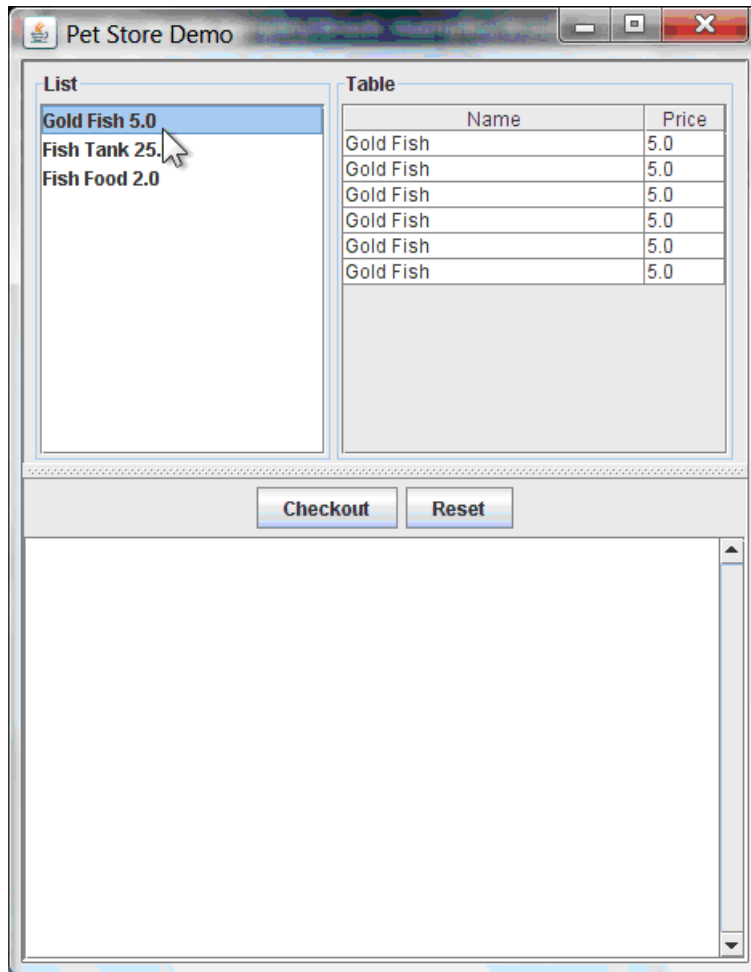 Pet Store Demo
List
Gold Fish 5.0
Fish Tank 25.
Fish Food 2.0
Table
Name Price
Gold Fish 5.0
Gold Fish 5.0
Gold Fish 5.0
Gold Fish 5.0
Gold Fish 5.0
Gold Fish 5.0
Checkout Reset